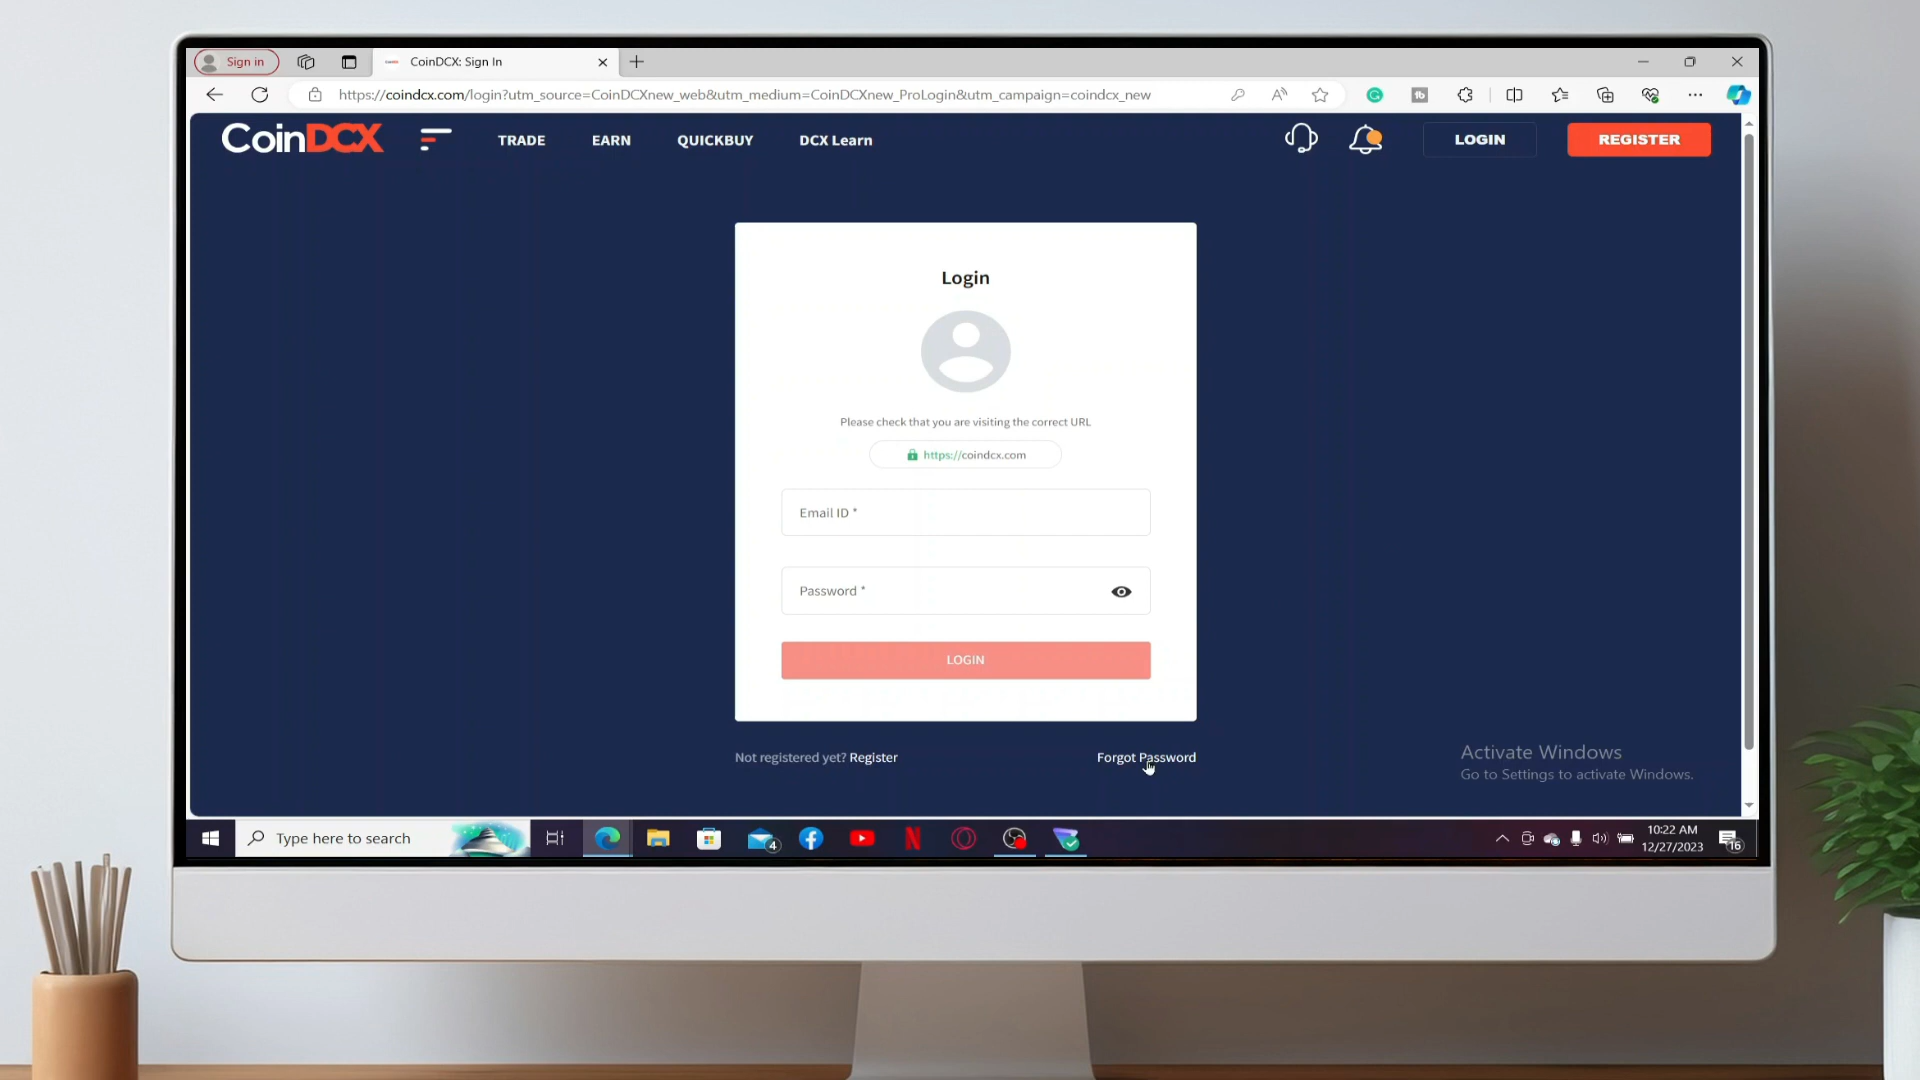 Sign in
CoinDCX: Sign In
https://coindcx.com/login?utm_source=CoinDCXnew_web&utm_medium=CoinDCXnew_ProLogin&utm_campaign=coindcx_new
CoinDCX
TRADE
EARN
QUICKBUY
DCX Learn
LOGIN
REGISTER
Login
Please check that you are visiting the correct URL
https://coindcx.com
Email ID *
Password *
LOGIN
Not registered yet? Register
Forgot Password
Activate Windows
Go to Settings to activate Windows.
Type here to search
4
10:22 AM
12/27/2023
16